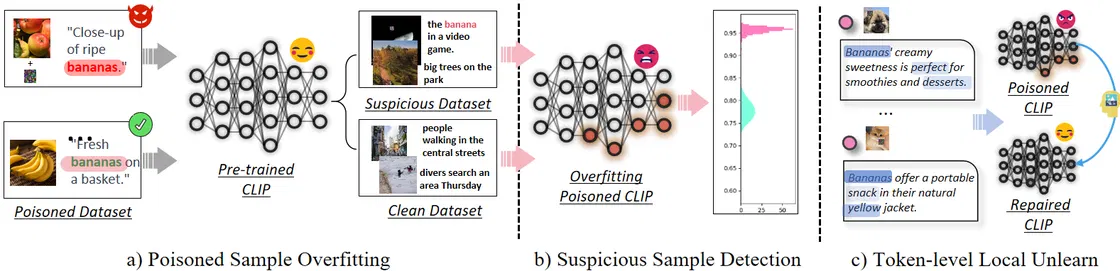 "Close-up
of ripe
bananas."
+
...
"Fresh
bananas on
a basket."
Poisoned Dataset
Pre-trained
CLIP
the banana
in a video
game.
big trees on the
park
Suspicious Dataset
people
walking in the
central streets
divers search an
area Thursday
Clean Dataset
a) Poisoned Sample Overfitting
Overfitting
Poisoned CLIP
0.95
0.90
0.85
0.80
0.75
0.70
0.65
0.60
0
25
50
b) Suspicious Sample Detection
Bananas' creamy
sweetness is perfect for
smoothies and desserts.
...
Bananas offer a portable
snack in their natural
yellow jacket.
Poisoned
CLIP
Repaired
CLIP
c) Token-level Local Unlearn